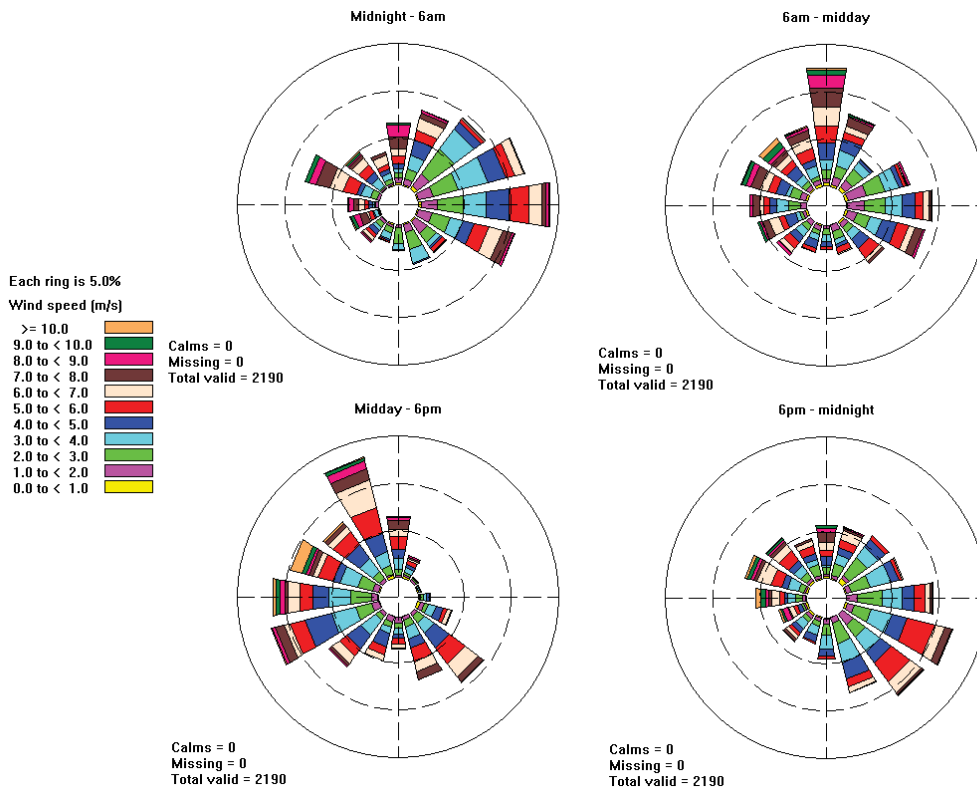 Midnight - 6am
6am - midday
Each ring is 5.0%
Wind speed (m/s)
>= 10.0
9.0 to < 10.0
8.0 to < 9.0
7.0 to < 8.0
6.0 to < 7.0
5.0 to < 6.0
4.0 to < 5.0
3.0 to < 4.0
2.0 to < 3.0
1.0 to < 2.0
0.0 to < 1.0
Calms = 0
Missing = 0
Total valid = 2190
Calms = 0
Missing = 0
Total valid = 2190
Midday - 6pm
6pm - midnight
Calms = 0
Missing = 0
Total valid = 2190
Calms = 0
Missing = 0
Total valid = 2190